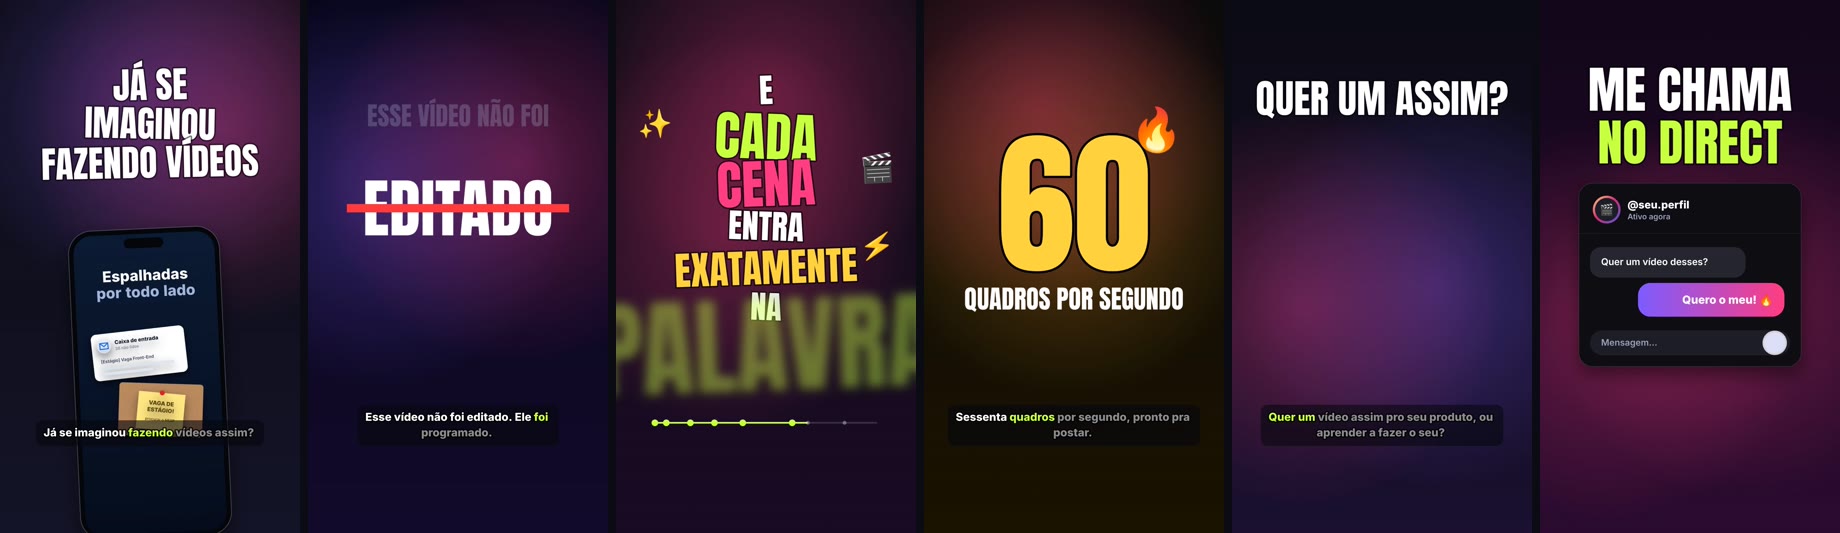 JÁ SE
IMAGINOU
FAZENDO VÍDEOS
Espalhadas
por todo lado
Caixa de entrada
[Estágio] Vaga Front-End
VAGA DE
ESTÁGIO!
Já se imaginou fazendo vídeos assim?
ESSE VÍDEO NÃO FOI
EDITADO
Esse vídeo não foi editado. Ele foi
programado.
E
CADA
CENA
ENTRA
EXATAMENTE
NA
PALAVRA
60
QUADROS POR SEGUNDO
Sessenta quadros por segundo, pronto pra
postar.
QUER UM ASSIM?
Quer um vídeo assim pro seu produto, ou
aprender a fazer o seu?
ME CHAMA
NO DIRECT
@seu.perfil
Ativo agora
Quer um vídeo desses?
Quero o meu! 🔥
Mensagem...